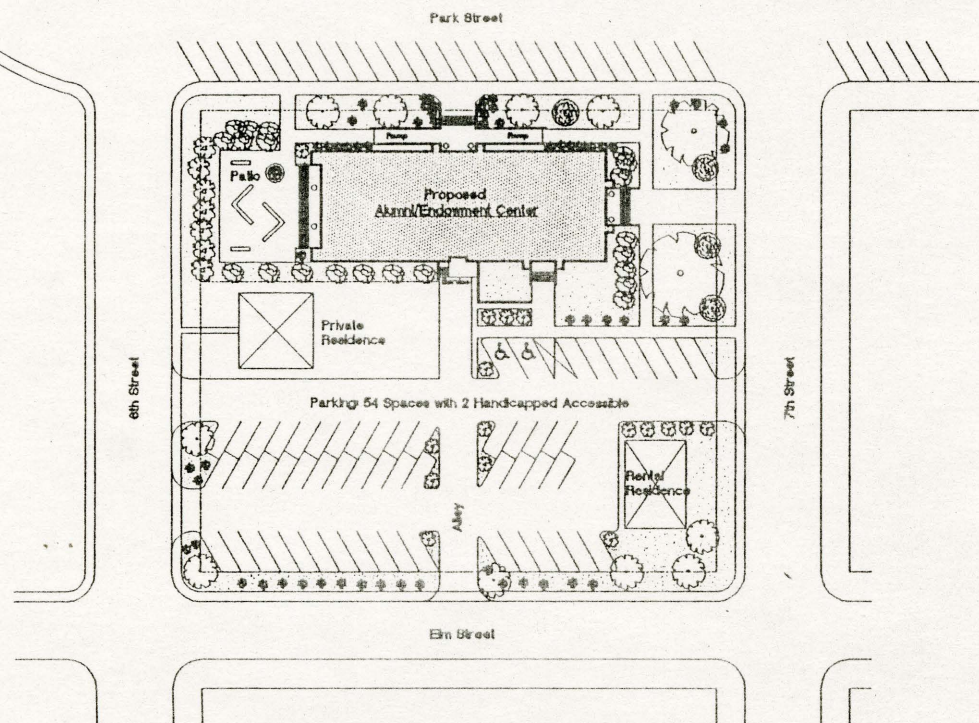 Park Street
Ramp
Ramp
Patio
Proposed
Alumni/Endowment Center
Private
Residence
6th Street
7th Street
Parking: 54 Spaces with 2 Handicapped Accessible
Rental
Residence
Alley
Elm Street